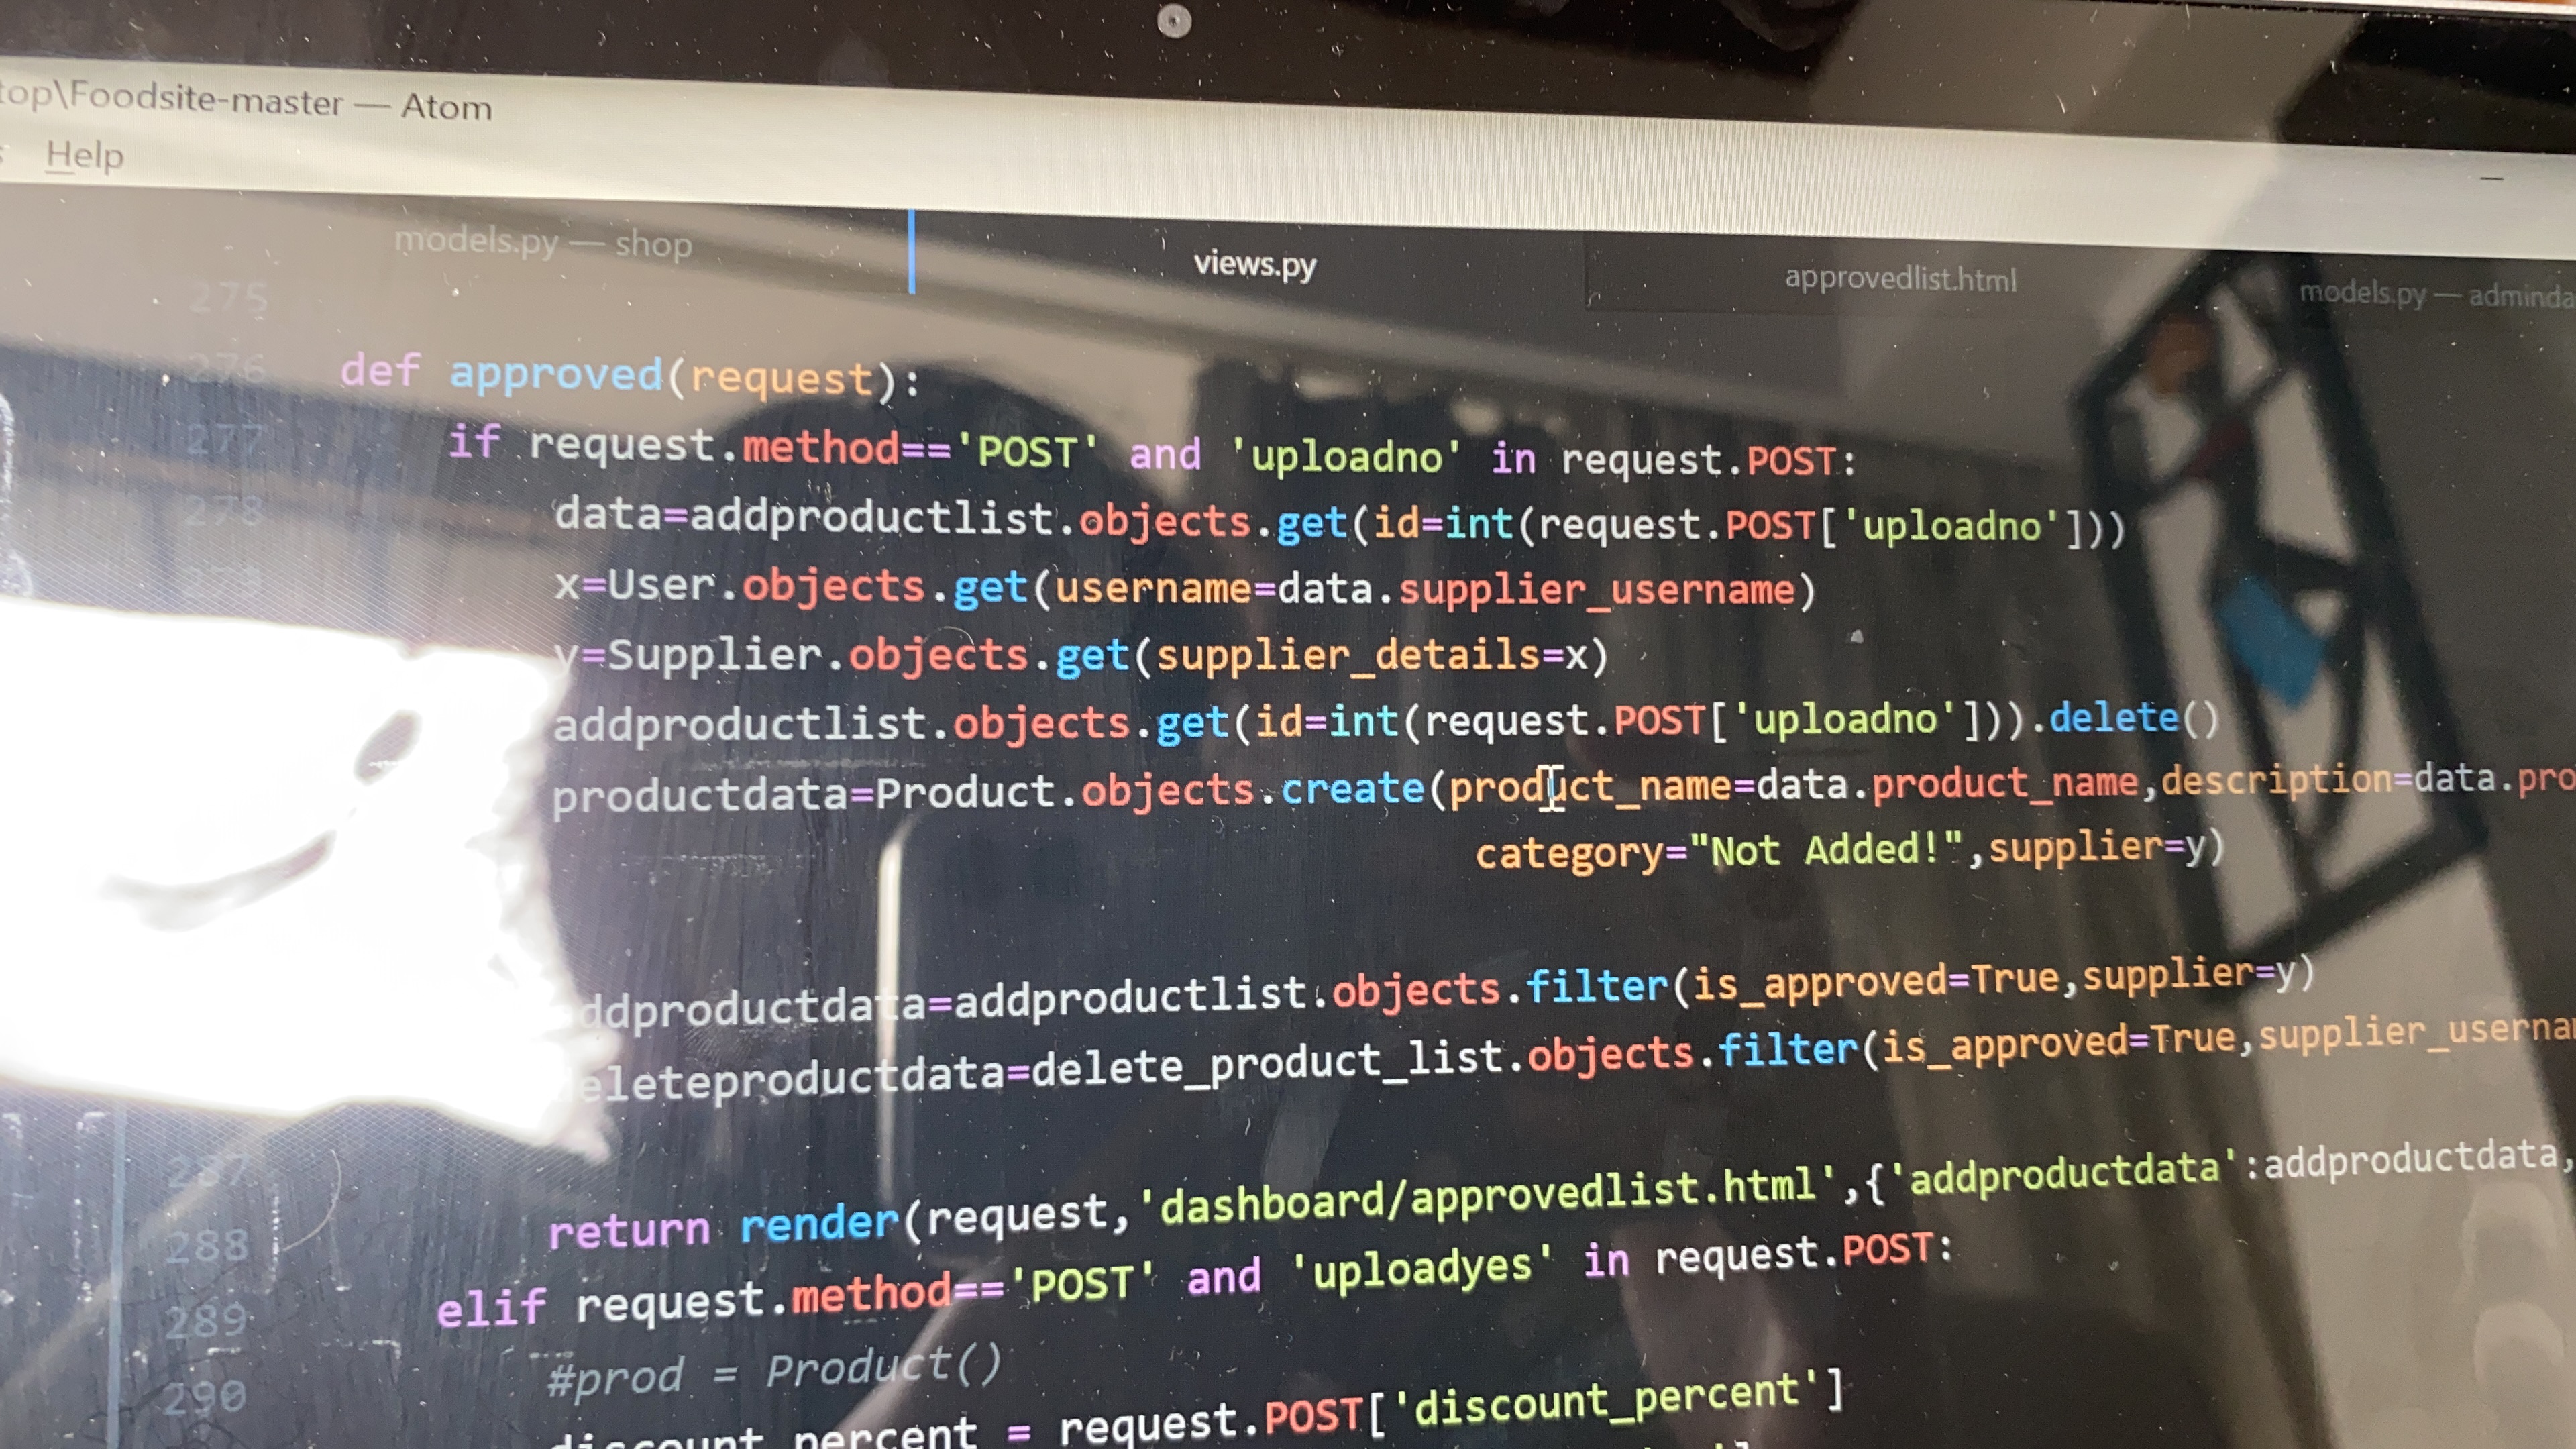 top\Foodsite-master — Atom
Help
models.py — shop
views.py
approvedlist.html
models.py — adminda
275
276 def approved(request):
277 if request.method=='POST' and 'uploadno' in request.POST:
278 data=addproductlist.objects.get(id=int(request.POST['uploadno']))
279 x=User.objects.get(username=data.supplier_username)
y=Supplier.objects.get(supplier_details=x)
addproductlist.objects.get(id=int(request.POST['uploadno'])).delete()
productdata=Product.objects.create(product_name=data.product_name,description=data.pro
category="Not Added!",supplier=y)
ddproductdata=addproductlist.objects.filter(is_approved=True,supplier=y)
eleteproductdata=delete_product_list.objects.filter(is_approved=True,supplier_userna
287
288 return render(request,'dashboard/approvedlist.html',{'addproductdata':addproductdata,
289 elif request.method=='POST' and 'uploadyes' in request.POST:
290 #prod = Product()
discount_percent = request.POST['discount_percent']